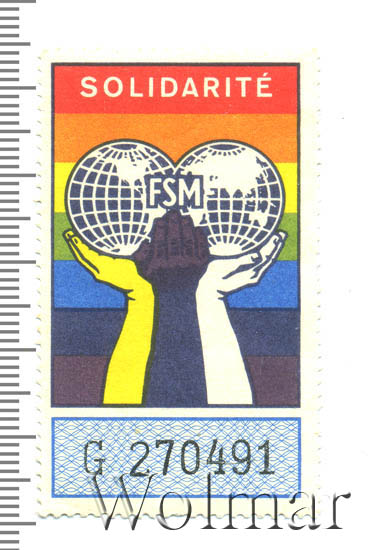 SOLIDARITÉ
FSM
G 270491
Wolmar